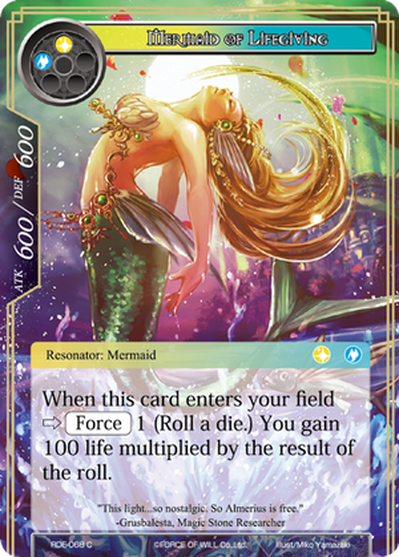 Mermaid of Lifegiving
ATK 600 / DEF 600
Resonator: Mermaid
When this card enters your field
⇨ Force 1 (Roll a die.) You gain
100 life multiplied by the result of
the roll.
"This light...so nostalgic. So Almerius is free."
-Grusbalesta, Magic Stone Researcher
RDE-068 C
©FORCE OF WILL Co.,Ltd.
Illust/Miko Yamazaki